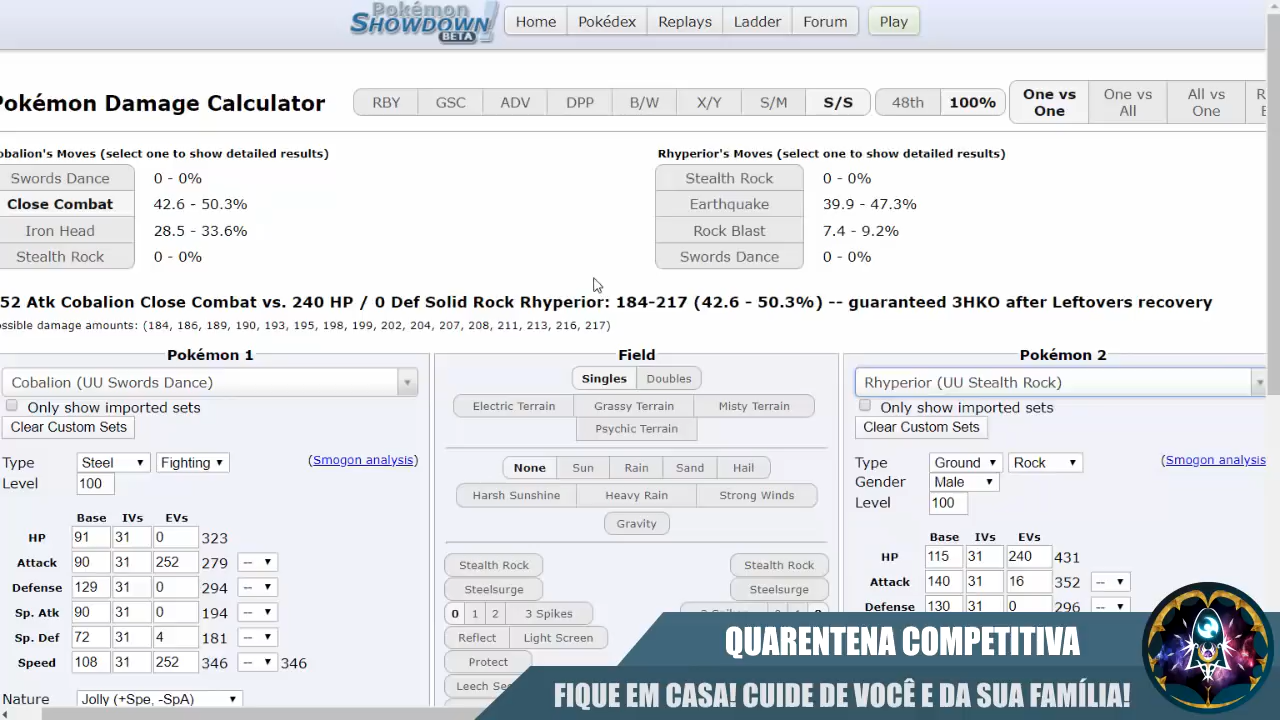 Pokémon
SHOWDOWN!
BETA
Home Pokédex Replays Ladder Forum Play
Pokémon Damage Calculator
RBY GSC ADV DPP B/W X/Y S/M S/S 48th 100% One vs One One vs All All vs One
obalion's Moves (select one to show detailed results)
Swords Dance 0 - 0%
Close Combat 42.6 - 50.3%
Iron Head 28.5 - 33.6%
Stealth Rock 0 - 0%
Rhyperior's Moves (select one to show detailed results)
Stealth Rock 0 - 0%
Earthquake 39.9 - 47.3%
Rock Blast 7.4 - 9.2%
Swords Dance 0 - 0%
52 Atk Cobalion Close Combat vs. 240 HP / 0 Def Solid Rock Rhyperior: 184-217 (42.6 - 50.3%) -- guaranteed 3HKO after Leftovers recovery
ossible damage amounts: (184, 186, 189, 190, 193, 195, 198, 199, 202, 204, 207, 208, 211, 213, 216, 217)
Pokémon 1
Cobalion (UU Swords Dance)
Only show imported sets
Clear Custom Sets
Type Steel Fighting (Smogon analysis)
Level 100
Base IVs EVs
HP 91 31 0 323
Attack 90 31 252 279 --
Defense 129 31 0 294 --
Sp. Atk 90 31 0 194 --
Sp. Def 72 31 4 181 --
Speed 108 31 252 346 -- 346
Nature Jolly (+Spe, -SpA)
Field
Singles Doubles
Electric Terrain Grassy Terrain Misty Terrain
Psychic Terrain
None Sun Rain Sand Hail
Harsh Sunshine Heavy Rain Strong Winds
Gravity
Stealth Rock Stealth Rock
Steelsurge Steelsurge
0 1 2 3 Spikes
Reflect Light Screen
Protect
Leech
Pokémon 2
Rhyperior (UU Stealth Rock)
Only show imported sets
Clear Custom Sets
Type Ground Rock (Smogon analysis)
Gender Male
Level 100
Base IVs EVs
HP 115 31 240 431
Attack 140 31 16 352 --
Defense 130 31 0 296 --
QUARENTENA COMPETITIVA
FIQUE EM CASA! CUIDE DE VOCÊ E DA SUA FAMÍLIA!